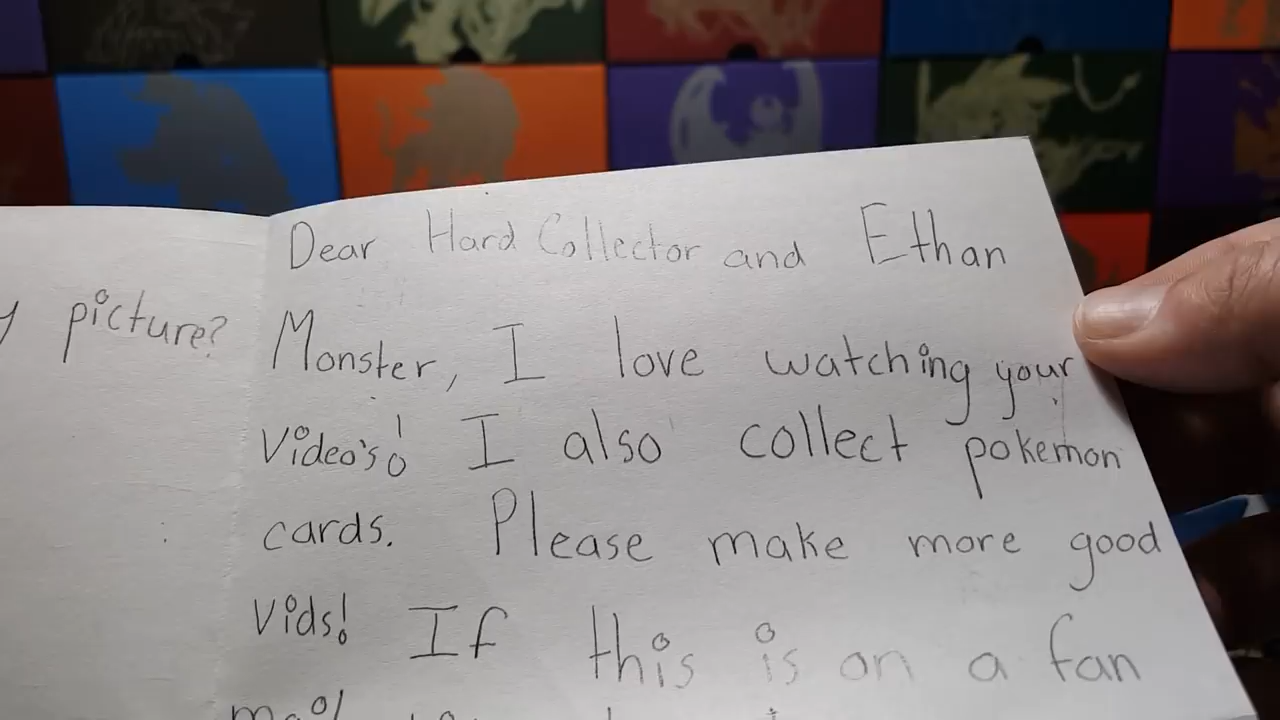 picture?
Dear Hard Collector and Ethan
Monster, I love watching your
Video's! I also collect pokemon
cards. Please make more good
Vids! If this is on a fan